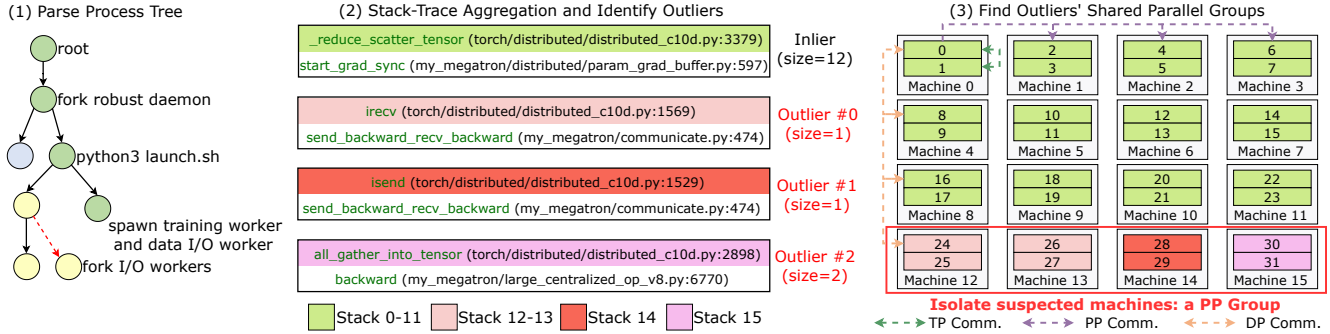 (1) Parse Process Tree
root
fork robust daemon
python3 launch.sh
spawn training worker
and data I/O worker
fork I/O workers
(2) Stack-Trace Aggregation and Identify Outliers
_reduce_scatter_tensor (torch/distributed/distributed_c10d.py:3379)
start_grad_sync (my_megatron/distributed/param_grad_buffer.py:597)
Inlier
(size=12)
irecv (torch/distributed/distributed_c10d.py:1569)
send_backward_recv_backward (my_megatron/communicate.py:474)
Outlier #0
(size=1)
isend (torch/distributed/distributed_c10d.py:1529)
send_backward_recv_backward (my_megatron/communicate.py:474)
Outlier #1
(size=1)
all_gather_into_tensor (torch/distributed/distributed_c10d.py:2898)
backward (my_megatron/large_centralized_op_v8.py:6770)
Outlier #2
(size=2)
Stack 0-11 Stack 12-13 Stack 14 Stack 15
(3) Find Outliers' Shared Parallel Groups
0 2 4 6
1 3 5 7
Machine 0 Machine 1 Machine 2 Machine 3
8 10 12 14
9 11 13 15
Machine 4 Machine 5 Machine 6 Machine 7
16 18 20 22
17 19 21 23
Machine 8 Machine 9 Machine 10 Machine 11
24 26 28 30
25 27 29 31
Machine 12 Machine 13 Machine 14 Machine 15
Isolate suspected machines: a PP Group
TP Comm. PP Comm. DP Comm.